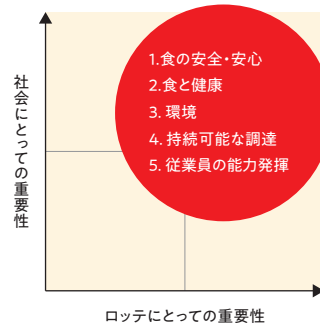 社会にとっての重要性
1.食の安全・安心
2.食と健康
3. 環境
4. 持続可能な調達
5. 従業員の能力発揮
ロッテにとっての重要性